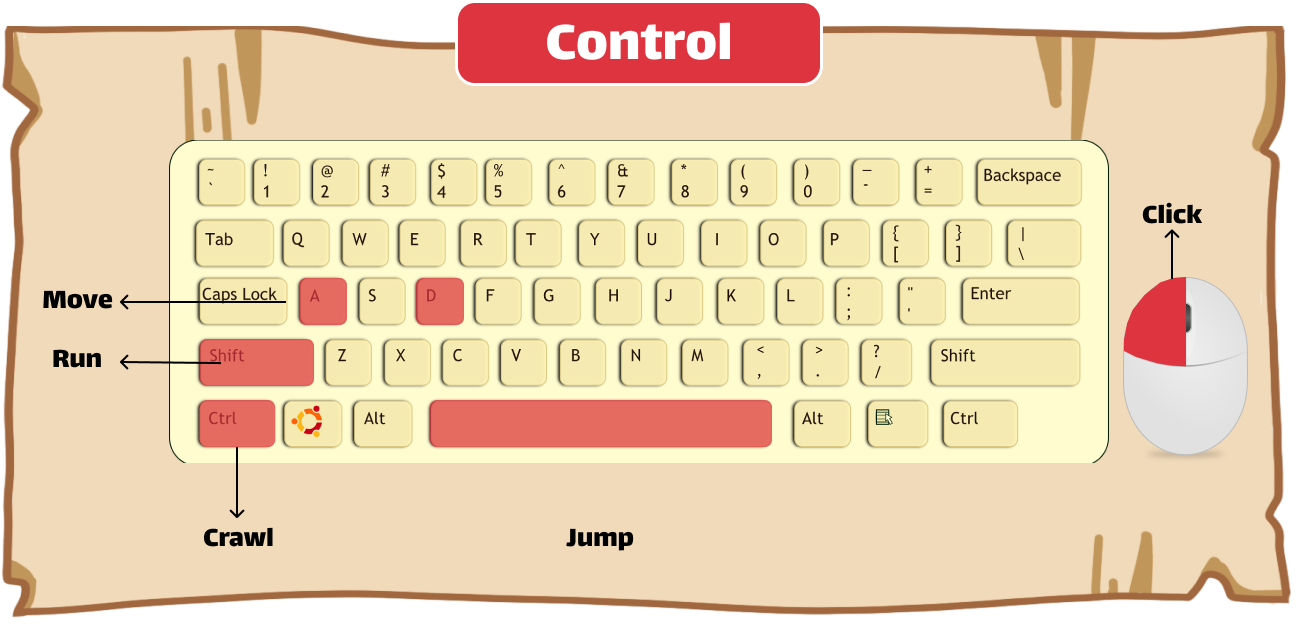 Control
~ ! @ # $ % ^ & * ( ) — +
` 1 2 3 4 5 6 7 8 9 0 - = Backspace
Tab Q W E R T Y U I O P { [ } ] | \
Caps Lock A S D F G H J K L : ; " ' Enter
Shift Z X C V B N M < , > . ? / Shift
Ctrl Alt Alt Ctrl
Click
Move
Run
Crawl
Jump